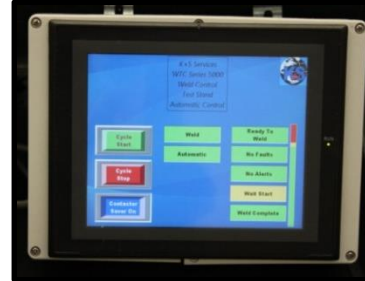 K+S Services
WTC Series 5000
Weld Control
Test Stand
Automatic Control
Cycle
Start
Weld
Ready To
Weld
Automatic
No Faults
Cycle
Stop
No Alerts
Wait Start
Contactor
Saver On
Weld Complete